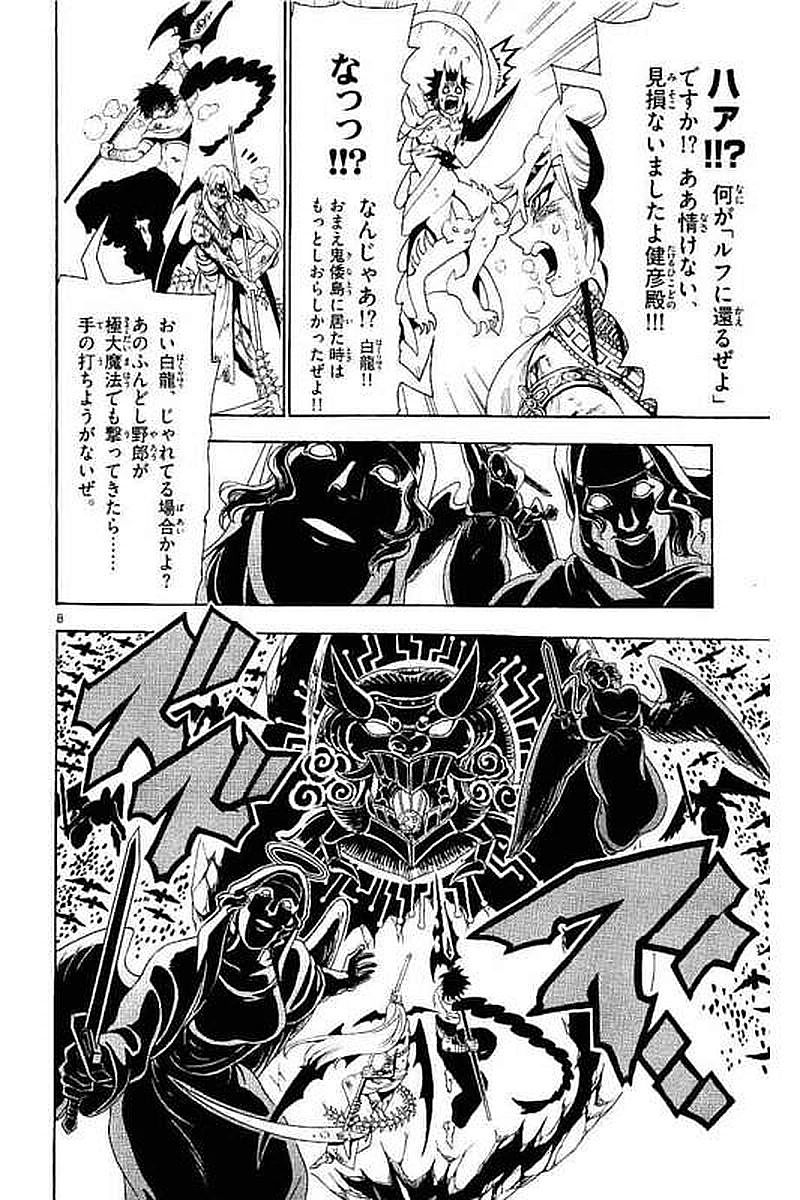 ハァ!!?
何が「ルフに還るぜよ」
ですか!? ああ情けない、
見損ないましたよ健彦殿!!!
なっっ!!?
なんじゃあ!? 白龍!!
おまえ鬼倭島に居た時は
もっとしおらしかったぜよ!!
おい白龍、じゃれてる場合かよ?
あのふんどし野郎が
極大魔法でも撃ってきたら……
手の打ちようがないぜ。
8
ズズ
ズ…